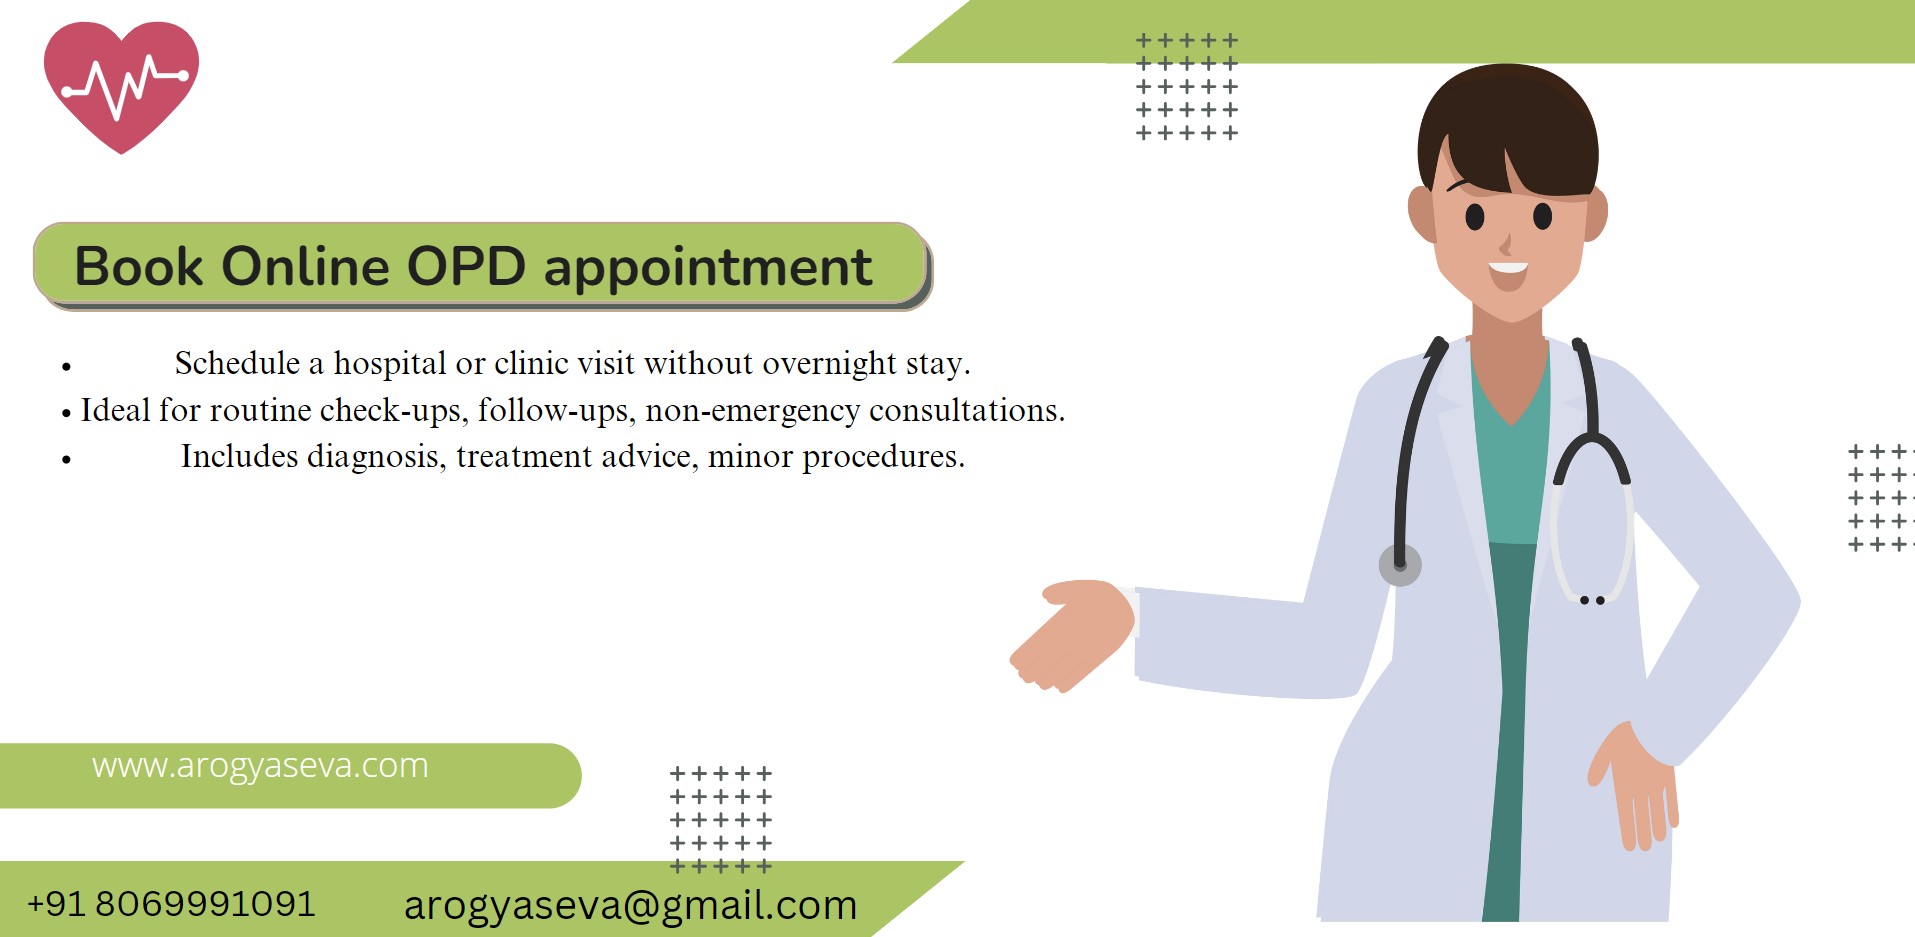 Book Online OPD appointment
• Schedule a hospital or clinic visit without overnight stay.
• Ideal for routine check-ups, follow-ups, non-emergency consultations.
• Includes diagnosis, treatment advice, minor procedures.
www.arogyaseva.com
+91 8069991091
arogyaseva@gmail.com